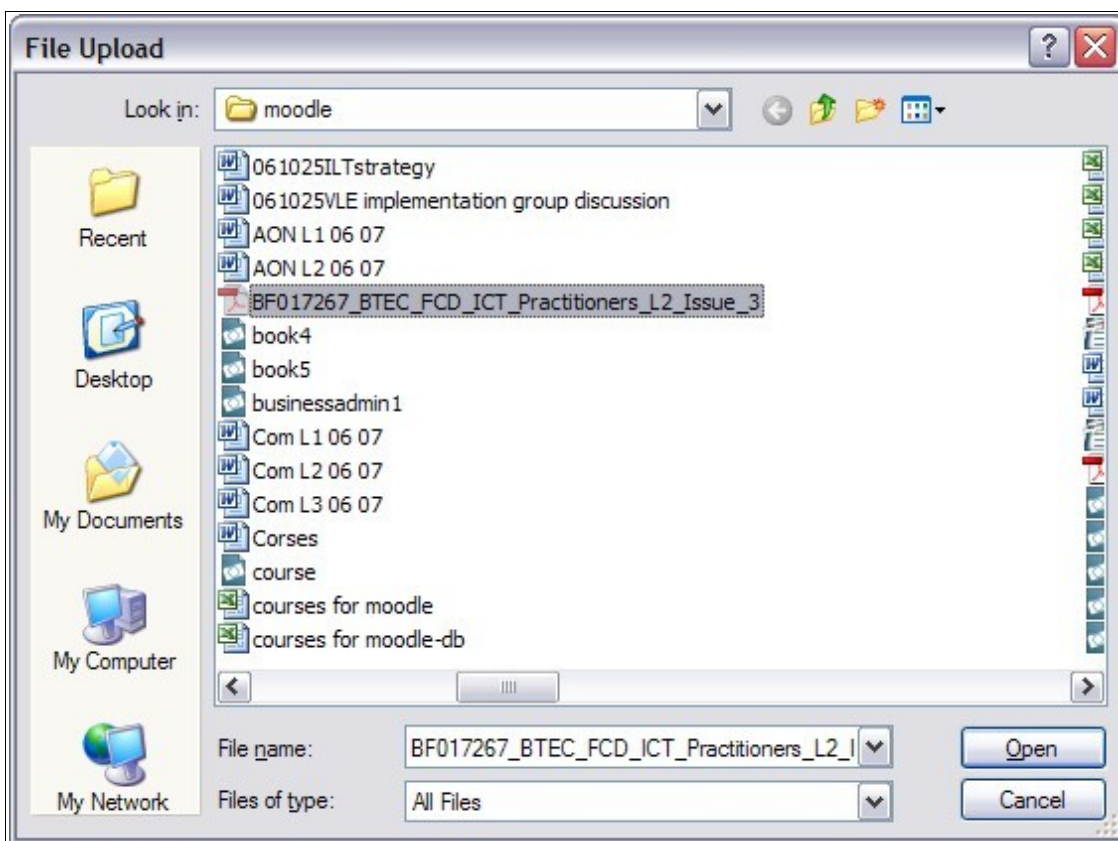 File Upload
Look in:
moodle
Recent
Desktop
My Documents
My Computer
My Network
061025ILTstrategy
061025VLE implementation group discussion
AON L1 06 07
AON L2 06 07
BF017267_BTEC_FCD_ICT_Practitioners_L2_Issue_3
book4
book5
businessadmin1
Com L1 06 07
Com L2 06 07
Com L3 06 07
Corses
course
courses for moodle
courses for moodle-db
File name:
BF017267_BTEC_FCD_ICT_Practitioners_L2_I
Open
Files of type:
All Files
Cancel